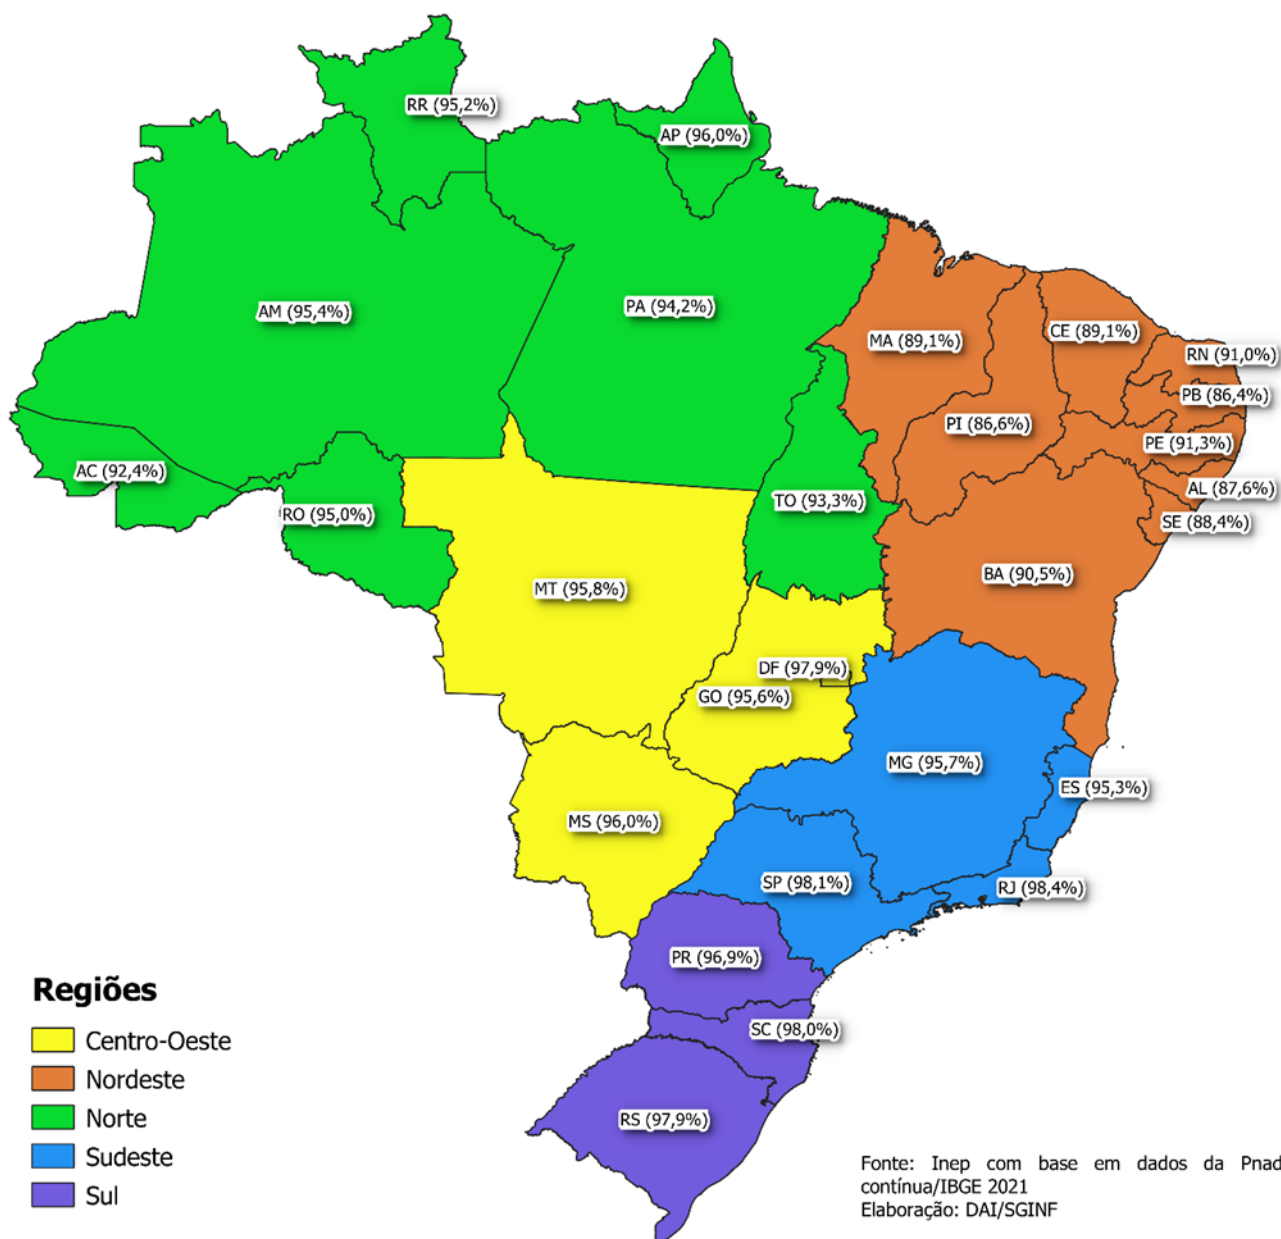 RR (95,2%)
AP (96,0%)
AM (95,4%)
PA (94,2%)
MA (89,1%)
CE (89,1%)
RN (91,0%)
PB (86,4%)
PI (86,6%)
PE (91,3%)
AC (92,4%)
AL (87,6%)
TO (93,3%)
RO (95,0%)
SE (88,4%)
BA (90,5%)
MT (95,8%)
DF (97,9%)
GO (95,6%)
MG (95,7%)
ES (95,3%)
MS (96,0%)
SP (98,1%)
RJ (98,4%)
PR (96,9%)
SC (98,0%)
RS (97,9%)
Regiões
Centro-Oeste
Nordeste
Norte
Sudeste
Sul
Fonte: Inep com base em dados da Pnad
contínua/IBGE 2021
Elaboração: DAI/SGINF